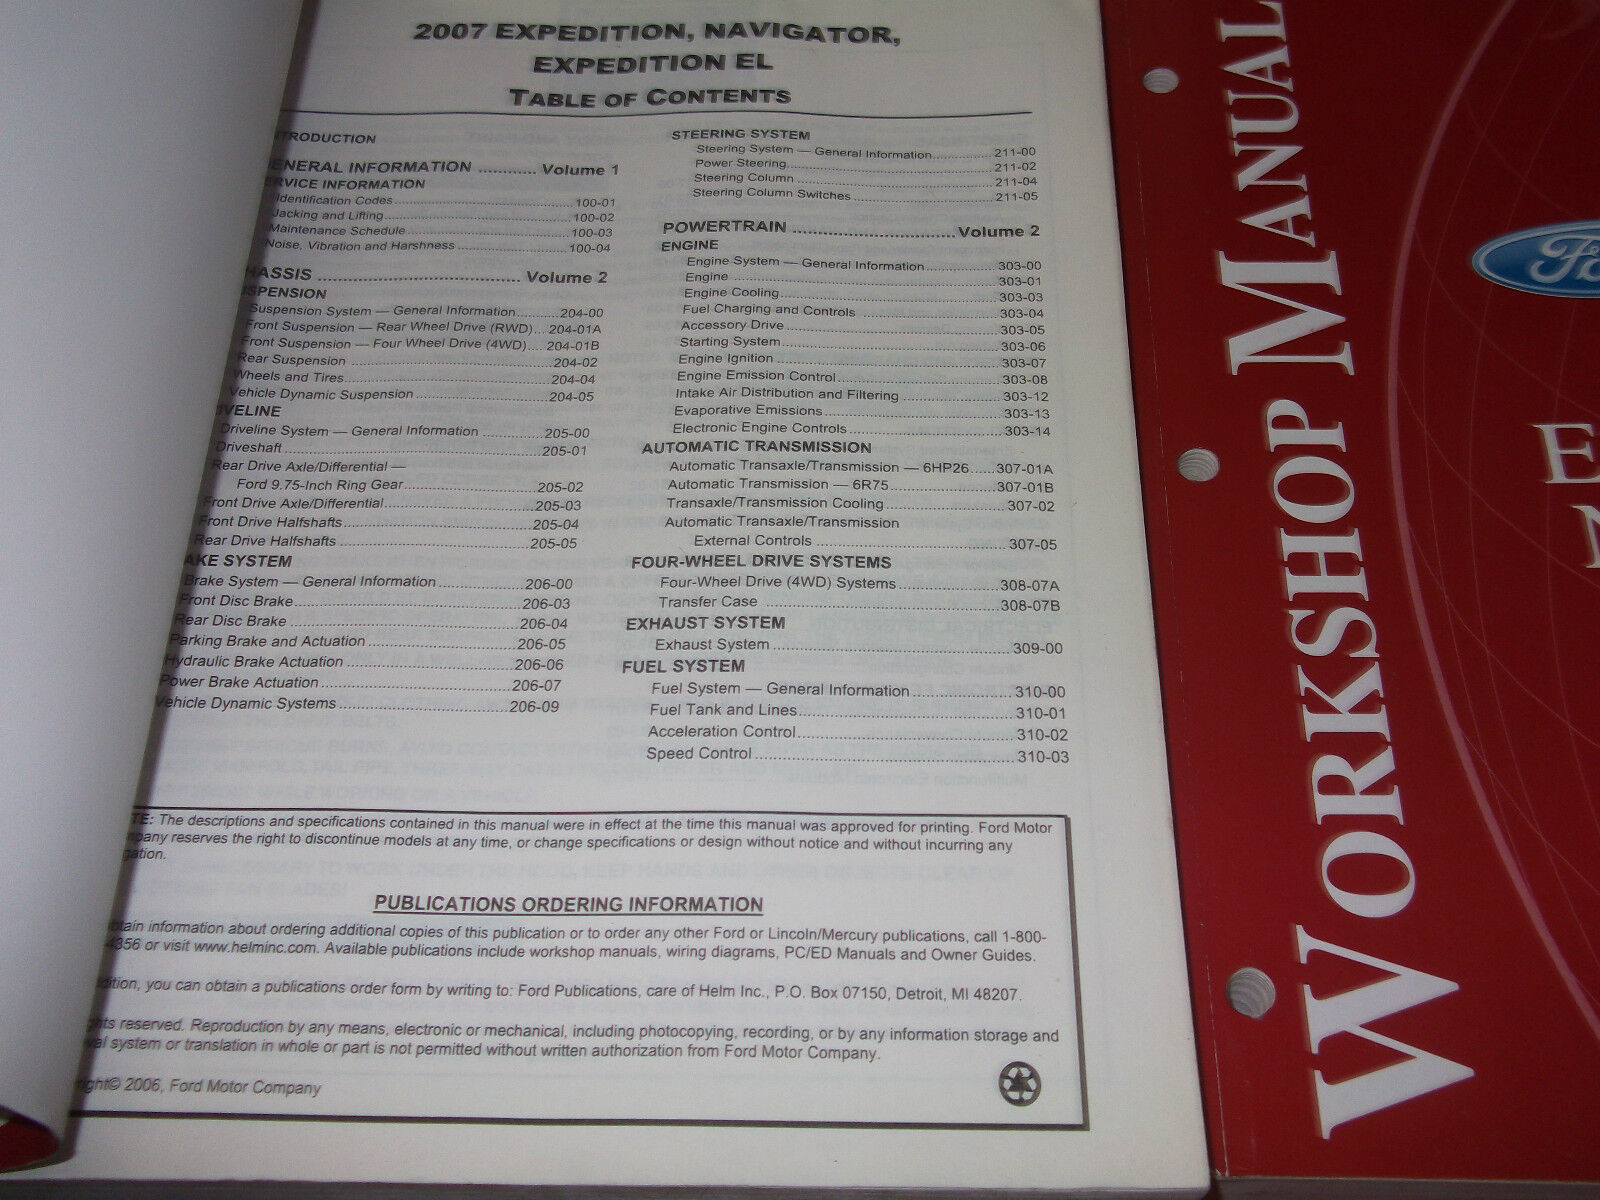 2007 EXPEDITION, NAVIGATOR,
EXPEDITION EL
TABLE OF CONTENTS
NTRODUCTION
ENERAL INFORMATION ............ Volume 1
RVICE INFORMATION
Identification Codes ........ 100-01
Jacking and Lifting ........ 100-02
Maintenance Schedule ........ 100-03
Noise, Vibration and Harshness ........ 100-04
HASSIS ........ Volume 2
SPENSION
Suspension System — General Information ........ 204-00
Front Suspension — Rear Wheel Drive (RWD) .... 204-01A
Front Suspension — Four Wheel Drive (4WD) .... 204-01B
Rear Suspension ........ 204-02
Wheels and Tires ........ 204-04
Vehicle Dynamic Suspension ........ 204-05
IVELINE
Driveline System — General Information ........ 205-00
Driveshaft ........ 205-01
Rear Drive Axle/Differential —
Ford 9.75-Inch Ring Gear ........ 205-02
Front Drive Axle/Differential ........ 205-03
Front Drive Halfshafts ........ 205-04
Rear Drive Halfshafts ........ 205-05
AKE SYSTEM
Brake System — General Information ........ 206-00
Front Disc Brake ........ 206-03
Rear Disc Brake ........ 206-04
Parking Brake and Actuation ........ 206-05
Hydraulic Brake Actuation ........ 206-06
Power Brake Actuation ........ 206-07
Vehicle Dynamic Systems ........ 206-09
STEERING SYSTEM
Steering System — General Information ........ 211-00
Power Steering ........ 211-02
Steering Column ........ 211-04
Steering Column Switches ........ 211-05
POWERTRAIN ........ Volume 2
ENGINE
Engine System — General Information ........ 303-00
Engine ........ 303-01
Engine Cooling ........ 303-03
Fuel Charging and Controls ........ 303-04
Accessory Drive ........ 303-05
Starting System ........ 303-06
Engine Ignition ........ 303-07
Engine Emission Control ........ 303-08
Intake Air Distribution and Filtering ........ 303-12
Evaporative Emissions ........ 303-13
Electronic Engine Controls ........ 303-14
AUTOMATIC TRANSMISSION
Automatic Transaxle/Transmission — 6HP26 ...... 307-01A
Automatic Transmission — 6R75 ........ 307-01B
Transaxle/Transmission Cooling ........ 307-02
Automatic Transaxle/Transmission
External Controls ........ 307-05
FOUR-WHEEL DRIVE SYSTEMS
Four-Wheel Drive (4WD) Systems ........ 308-07A
Transfer Case ........ 308-07B
EXHAUST SYSTEM
Exhaust System ........ 309-00
FUEL SYSTEM
Fuel System — General Information ........ 310-00
Fuel Tank and Lines ........ 310-01
Acceleration Control ........ 310-02
Speed Control ........ 310-03
TE: The descriptions and specifications contained in this manual were in effect at the time this manual was approved for printing. Ford Motor
pany reserves the right to discontinue models at any time, or change specifications or design without notice and without incurring any
gation.
PUBLICATIONS ORDERING INFORMATION
btain information about ordering additional copies of this publication or to order any other Ford or Lincoln/Mercury publications, call 1-800-
-4356 or visit www.helminc.com. Available publications include workshop manuals, wiring diagrams, PC/ED Manuals and Owner Guides.
dition, you can obtain a publications order form by writing to: Ford Publications, care of Helm Inc., P.O. Box 07150, Detroit, MI 48207.
ghts reserved. Reproduction by any means, electronic or mechanical, including photocopying, recording, or by any information storage and
val system or translation in whole or part is not permitted without written authorization from Ford Motor Company.
right© 2006, Ford Motor Company
WORKSHOP MANUAL
Fo
E
N